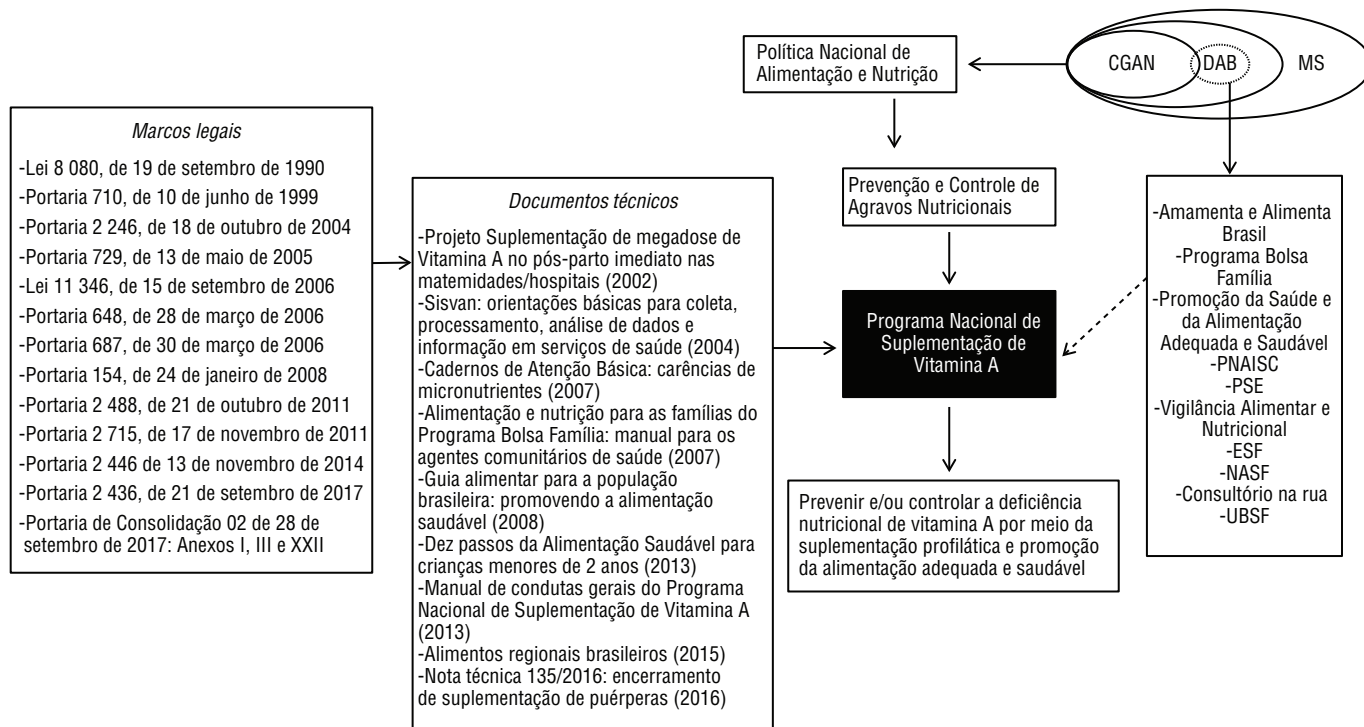 Marcos legais
-Lei 8 080, de 19 de setembro de 1990
-Portaria 710, de 10 de junho de 1999
-Portaria 2 246, de 18 de outubro de 2004
-Portaria 729, de 13 de maio de 2005
-Lei 11 346, de 15 de setembro de 2006
-Portaria 648, de 28 de março de 2006
-Portaria 687, de 30 de março de 2006
-Portaria 154, de 24 de janeiro de 2008
-Portaria 2 488, de 21 de outubro de 2011
-Portaria 2 715, de 17 de novembro de 2011
-Portaria 2 446 de 13 de novembro de 2014
-Portaria 2 436, de 21 de setembro de 2017
-Portaria de Consolidação 02 de 28 de
setembro de 2017: Anexos I, III e XXII
Documentos técnicos
-Projeto Suplementação de megadose de
Vitamina A no pós-parto imediato nas
matemidades/hospitais (2002)
-Sisvan: orientações básicas para coleta,
processamento, análise de dados e
informação em serviços de saúde (2004)
-Cadernos de Atenção Básica: carências de
micronutrientes (2007)
-Alimentação e nutrição para as famílias do
Programa Bolsa Família: manual para os
agentes comunitários de saúde (2007)
-Guia alimentar para a população
brasileira: promovendo a alimentação
saudável (2008)
-Dez passos da Alimentação Saudável para
crianças menores de 2 anos (2013)
-Manual de condutas gerais do Programa
Nacional de Suplementação de Vitamina A
(2013)
-Alimentos regionais brasileiros (2015)
-Nota técnica 135/2016: encerramento
de suplementação de puérperas (2016)
Política Nacional de
Alimentação e Nutrição
Prevenção e Controle de
Agravos Nutricionais
Programa Nacional de
Suplementação de
Vitamina A
Prevenir e/ou controlar a deficiência
nutricional de vitamina A por meio da
suplementação profilática e promoção
da alimentação adequada e saudável
CGAN
DAB
MS
-Amamenta e Alimenta
Brasil
-Programa Bolsa
Família
-Promoção da Saúde e
da Alimentação
Adequada e Saudável
-PNAISC
-PSE
-Vigilância Alimentar e
Nutricional
-ESF
-NASF
-Consultório na rua
-UBSF